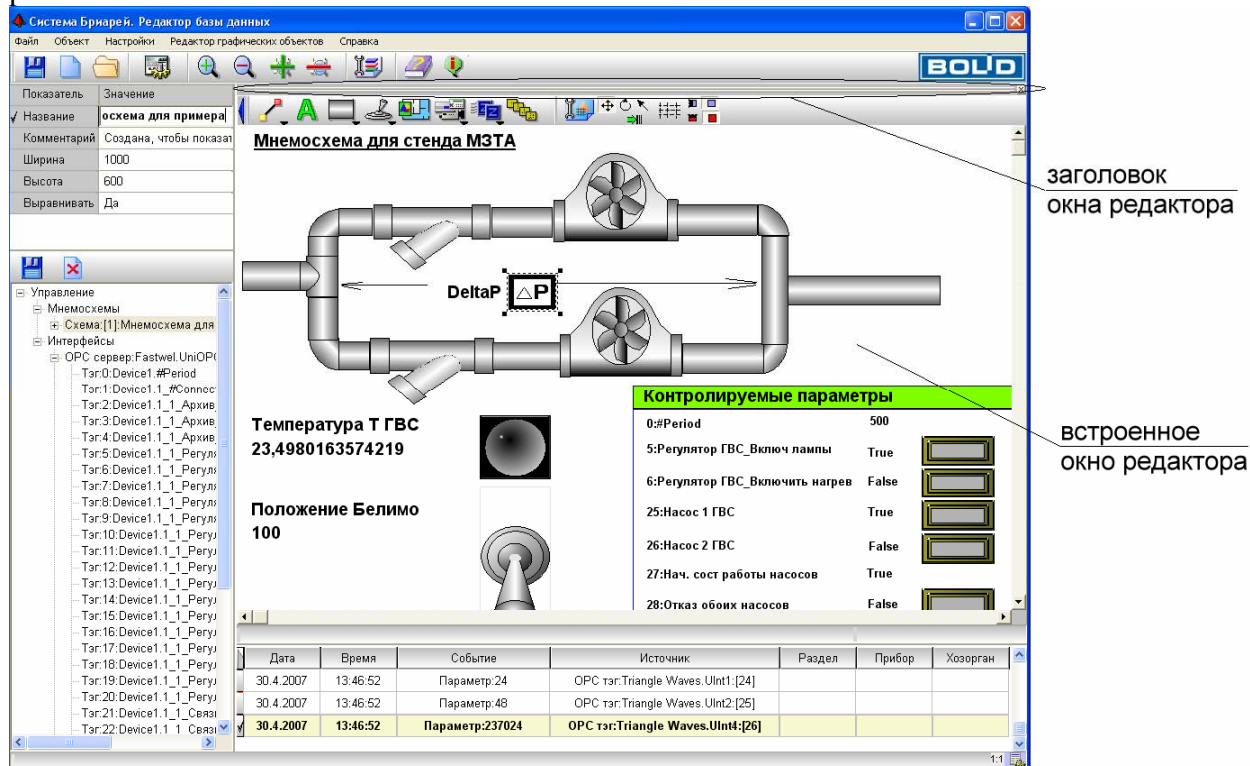 Система Бриарей. Редактор базы данных
Файл Объект Настройки Редактор графических объектов Справка
BOLID
Показатель Значение
Название осхема для примера
Комментарий Создана, чтобы показат
Ширина 1000
Высота 600
Выравнивать Да
Управление
Мнемосхемы
Схема:[1]:Мнемосхема для
Интерфейсы
OPC сервер:Fastwel.UniOP
Тэг:0:Device1.#Period
Тэг:1:Device1.1_#Connec
Тэг:2:Device1.1_1_Архив
Тэг:3:Device1.1_1_Архив
Тэг:4:Device1.1_1_Архив
Тэг:5:Device1.1_1_Регуля
Тэг:6:Device1.1_1_Регуля
Тэг:7:Device1.1_1_Регуля
Тэг:8:Device1.1_1_Регуля
Тэг:9:Device1.1_1_Регуля
Тэг:10:Device1.1_1_Регул
Тэг:11:Device1.1_1_Регул
Тэг:12:Device1.1_1_Регул
Тэг:13:Device1.1_1_Регул
Тэг:14:Device1.1_1_Регул
Тэг:15:Device1.1_1_Регул
Тэг:16:Device1.1_1_Регул
Тэг:17:Device1.1_1_Регул
Тэг:18:Device1.1_1_Регул
Тэг:19:Device1.1_1_Регул
Тэг:20:Device1.1_1_Регул
Тэг:21:Device1.1_1_Связ
Тэг:22:Device1.1_1_Связ
Мнемосхема для стенда МЗТА
DeltaP △P
Температура Т ГВС
23,4980163574219
Положение Белимо
100
Контролируемые параметры
0:#Period 500
5:Регулятор ГВС_Включ лампы True
6:Регулятор ГВС_Включить нагрев False
25:Насос 1 ГВС True
26:Насос 2 ГВС False
27:Нач. сост работы насосов True
28:Отказ обоих насосов False
Дата Время Событие Источник Раздел Прибор Хозорган
30.4.2007 13:46:52 Параметр:24 OPC тэг:Triangle Waves.UInt1:[24]
30.4.2007 13:46:52 Параметр:48 OPC тэг:Triangle Waves.UInt2:[25]
30.4.2007 13:46:52 Параметр:237024 OPC тэг:Triangle Waves.UInt4:[26]
1:1
заголовок
окна редактора
встроенное
окно редактора